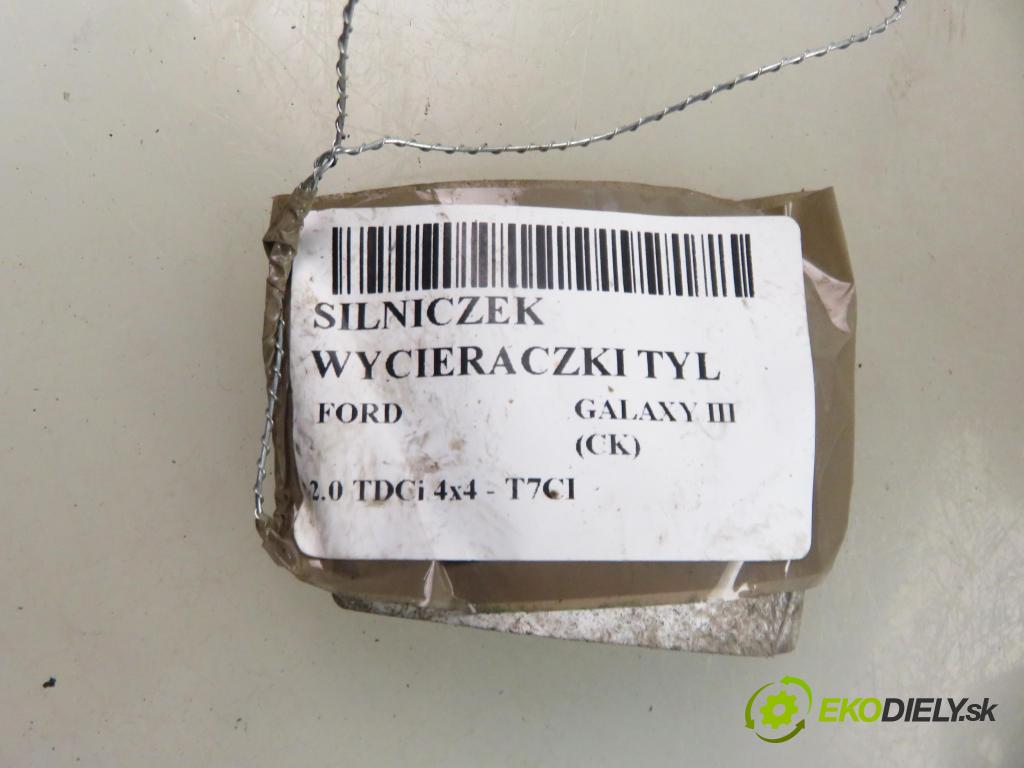 SILNICZEK
WYCIERACZKI TYL
FORD GALAXY III
(CK)
2.0 TDCi 4x4 - T7CI
EKODIELY.sk